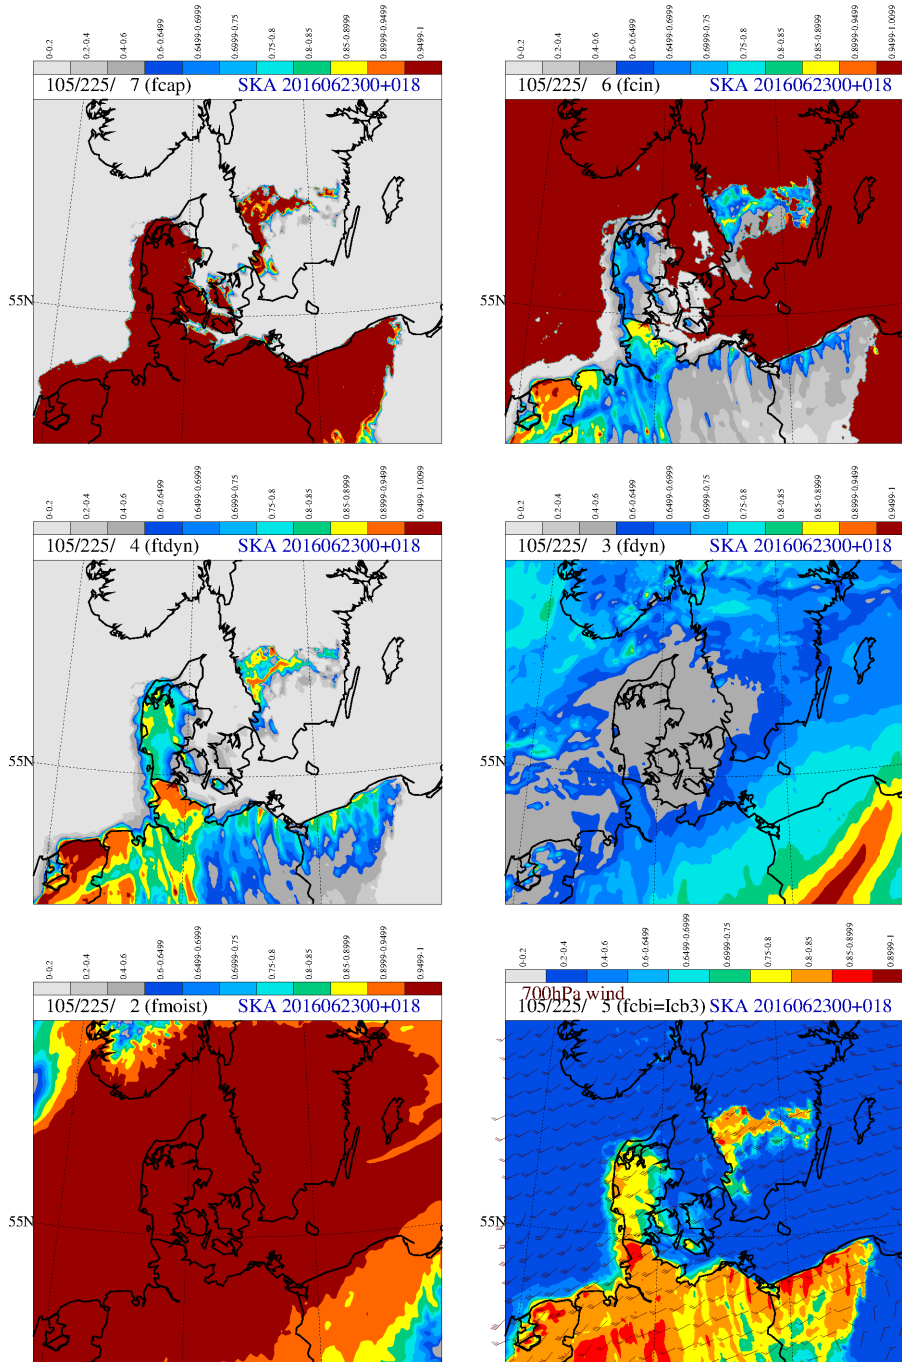 0-0.2 0.2-0.4 0.4-0.6 0.6-0.6499 0.6499-0.6999 0.6999-0.75 0.75-0.8 0.8-0.85 0.85-0.8999 0.8999-0.9499 0.9499-1
105/225/ 7 (fcap) SKA 2016062300+018
55N
0-0.2 0.2-0.4 0.4-0.6 0.6-0.6499 0.6499-0.6999 0.6999-0.75 0.75-0.8 0.8-0.85 0.85-0.8999 0.8999-0.9499 0.9499-1.0099
105/225/ 6 (fcin) SKA 2016062300+018
55N
0-0.2 0.2-0.4 0.4-0.6 0.6-0.6499 0.6499-0.6999 0.6999-0.75 0.75-0.8 0.8-0.85 0.85-0.8999 0.8999-0.9499 0.9499-1.0099
105/225/ 4 (ftdyn) SKA 2016062300+018
55N
0-0.2 0.2-0.4 0.4-0.6 0.6-0.6499 0.6499-0.6999 0.6999-0.75 0.75-0.8 0.8-0.85 0.85-0.8999 0.8999-0.9499 0.9499-1
105/225/ 3 (fdyn) SKA 2016062300+018
55N
0-0.2 0.2-0.4 0.4-0.6 0.6-0.6499 0.6499-0.6999 0.6999-0.75 0.75-0.8 0.8-0.85 0.85-0.8999 0.8999-0.9499 0.9499-1
105/225/ 2 (fmoist) SKA 2016062300+018
55N
0-0.2 0.2-0.4 0.4-0.6 0.6-0.6499 0.6499-0.6999 0.6999-0.75 0.75-0.8 0.8-0.85 0.85-0.8999 0.8999-1
700hPa wind
105/225/ 5 (fcbi=Icb3) SKA 2016062300+018
55N